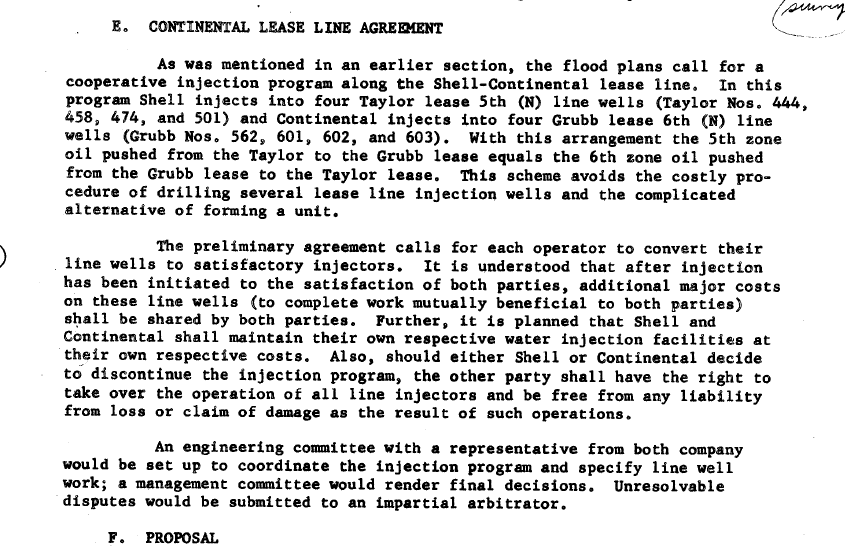 summary
E. CONTINENTAL LEASE LINE AGREEMENT
As was mentioned in an earlier section, the flood plans call for a
cooperative injection program along the Shell-Continental lease line. In this
program Shell injects into four Taylor lease 5th (N) line wells (Taylor Nos. 444,
458, 474, and 501) and Continental injects into four Grubb lease 6th (N) line
wells (Grubb Nos. 562, 601, 602, and 603). With this arrangement the 5th zone
oil pushed from the Taylor to the Grubb lease equals the 6th zone oil pushed
from the Grubb lease to the Taylor lease. This scheme avoids the costly pro-
cedure of drilling several lease line injection wells and the complicated
alternative of forming a unit.
The preliminary agreement calls for each operator to convert their
line wells to satisfactory injectors. It is understood that after injection
has been initiated to the satisfaction of both parties, additional major costs
on these line wells (to complete work mutually beneficial to both parties)
shall be shared by both parties. Further, it is planned that Shell and
Continental shall maintain their own respective water injection facilities at
their own respective costs. Also, should either Shell or Continental decide
to discontinue the injection program, the other party shall have the right to
take over the operation of all line injectors and be free from any liability
from loss or claim of damage as the result of such operations.
An engineering committee with a representative from both company
would be set up to coordinate the injection program and specify line well
work; a management committee would render final decisions. Unresolvable
disputes would be submitted to an impartial arbitrator.
F. PROPOSAL